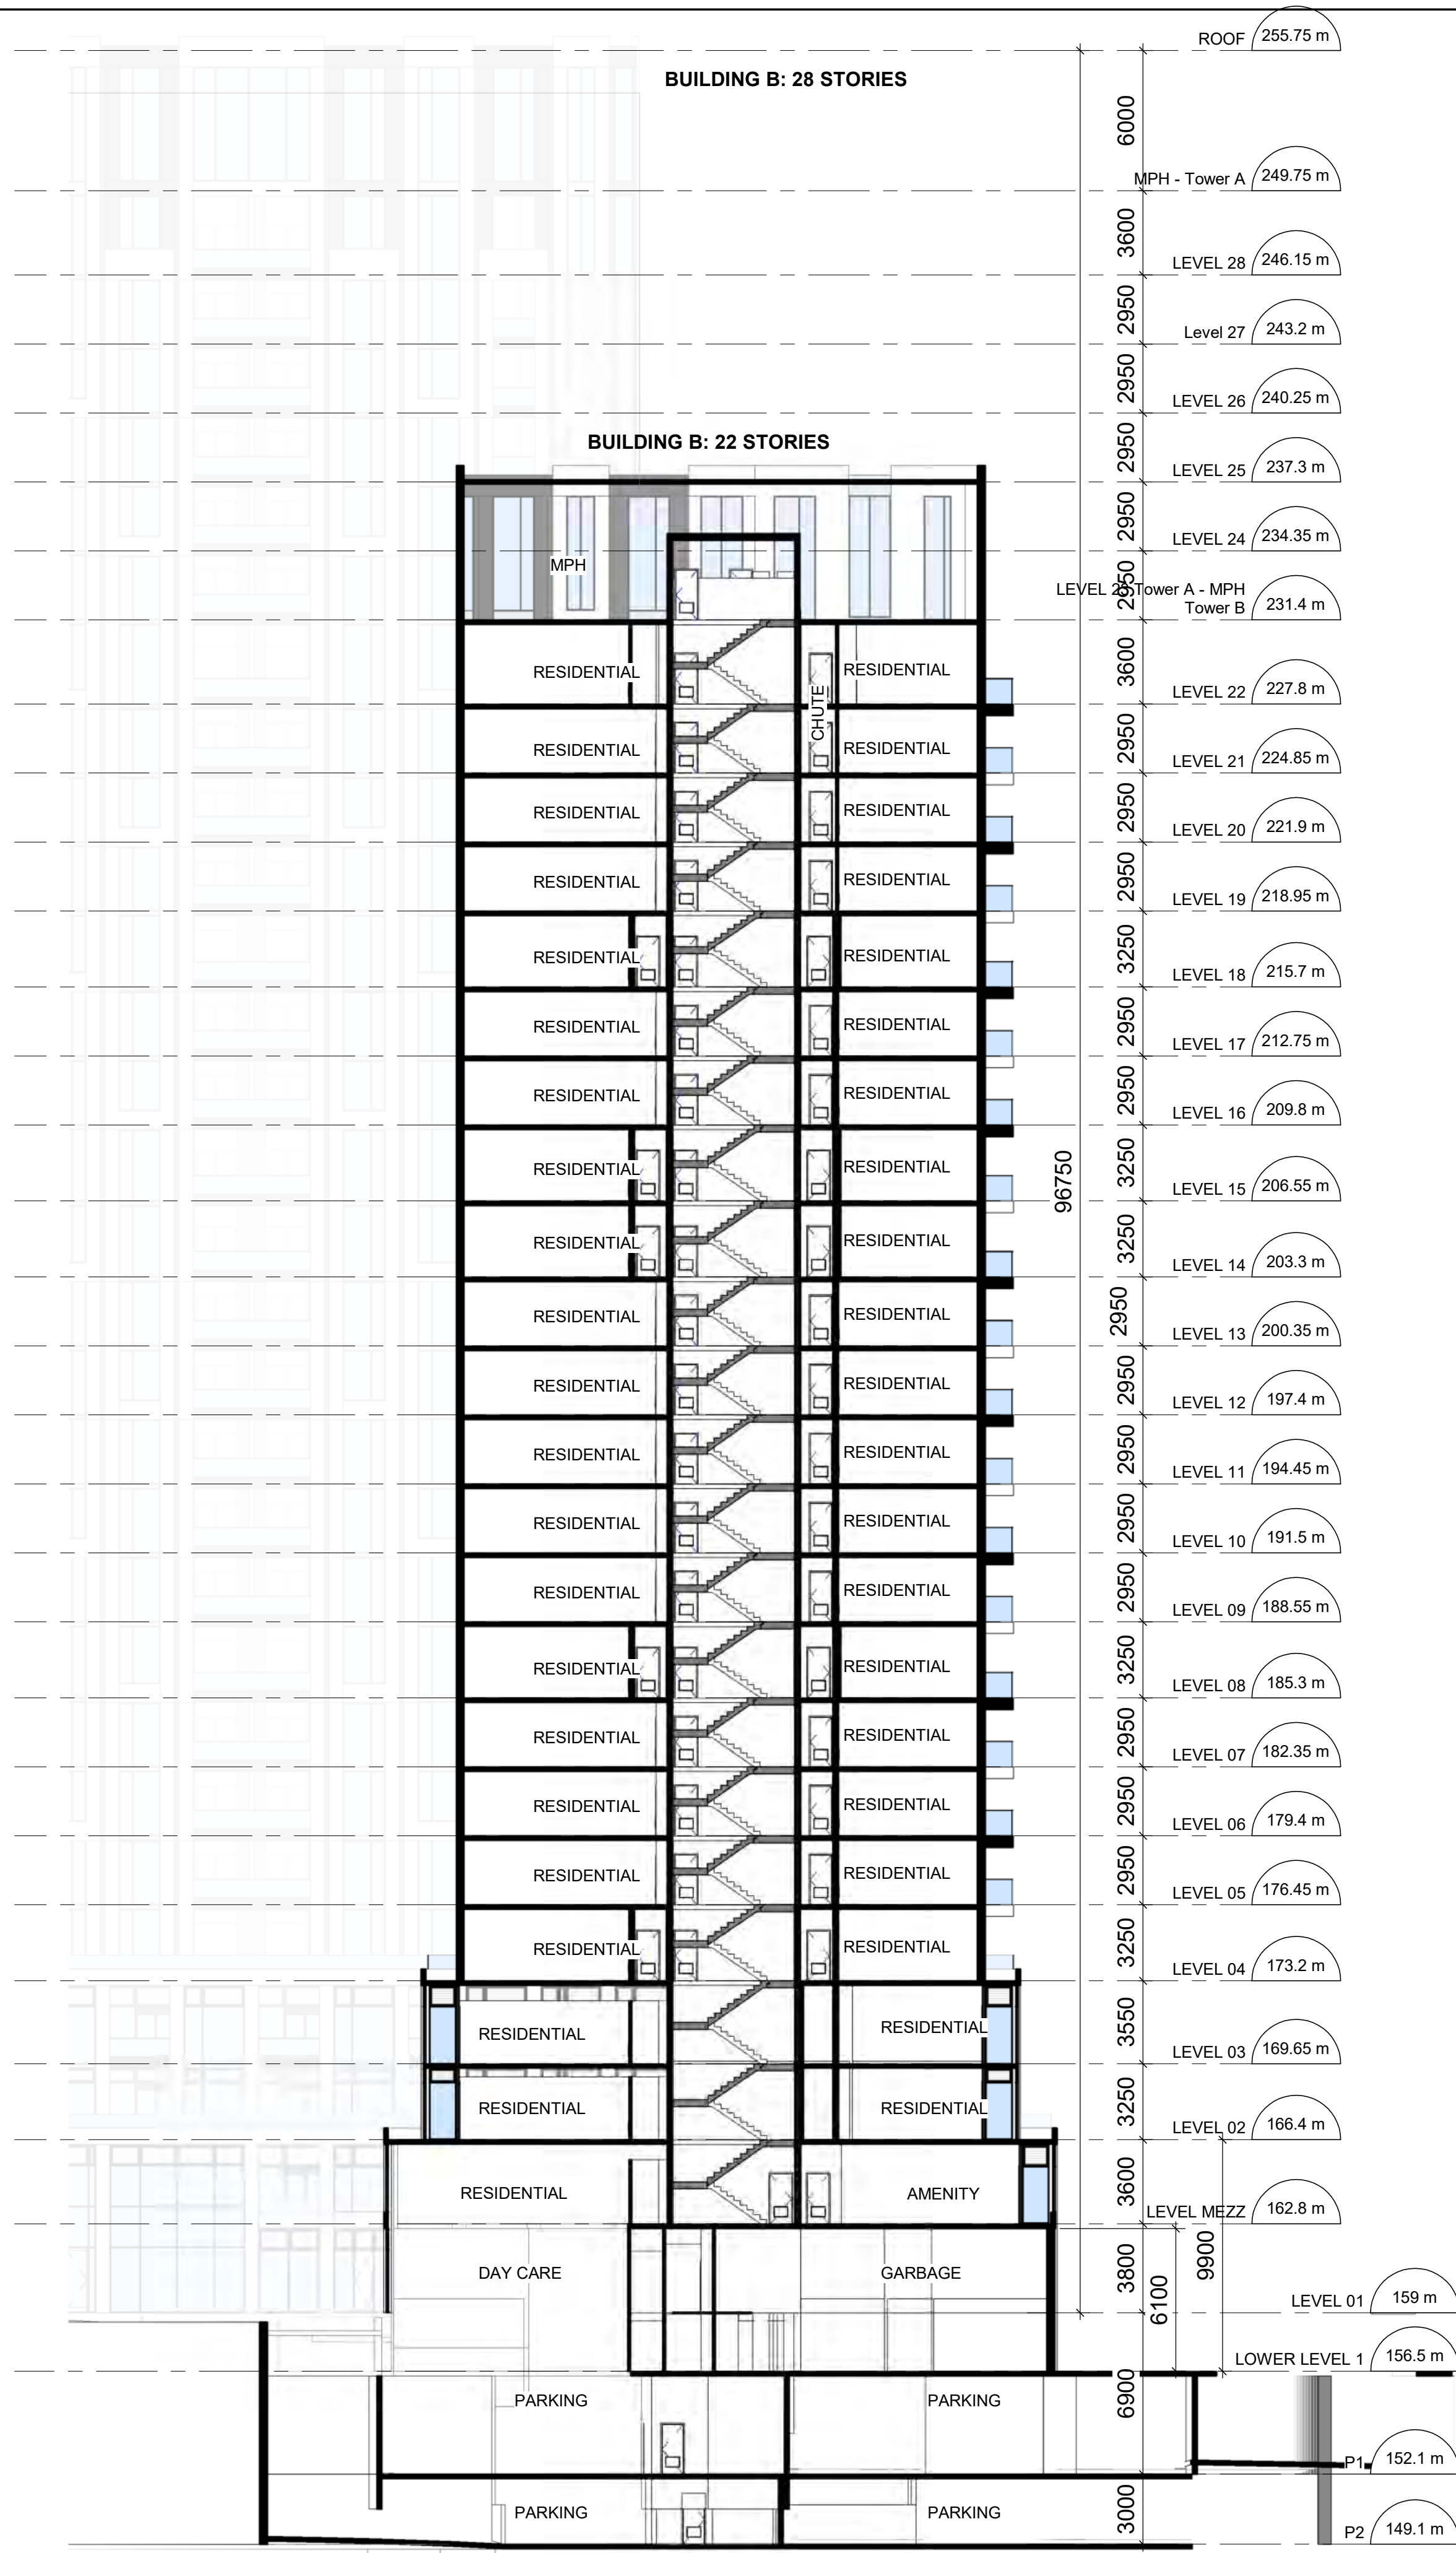 ROOF 255.75 m
BUILDING B: 28 STORIES
6000
MPH - Tower A 249.75 m
3600
LEVEL 28 246.15 m
2950
Level 27 243.2 m
2950
LEVEL 26 240.25 m
2950
BUILDING B: 22 STORIES
LEVEL 25 237.3 m
2950
LEVEL 24 234.35 m
MPH
2950
LEVEL 23 Tower A - MPH
Tower B 231.4 m
RESIDENTIAL RESIDENTIAL 3600
CHUTE
LEVEL 22 227.8 m
RESIDENTIAL RESIDENTIAL 2950
LEVEL 21 224.85 m
RESIDENTIAL RESIDENTIAL 2950
LEVEL 20 221.9 m
RESIDENTIAL RESIDENTIAL 2950
LEVEL 19 218.95 m
RESIDENTIAL RESIDENTIAL 3250
LEVEL 18 215.7 m
RESIDENTIAL RESIDENTIAL 2950
LEVEL 17 212.75 m
RESIDENTIAL RESIDENTIAL 2950
LEVEL 16 209.8 m
RESIDENTIAL RESIDENTIAL 96750 3250
LEVEL 15 206.55 m
RESIDENTIAL RESIDENTIAL 3250
LEVEL 14 203.3 m
RESIDENTIAL RESIDENTIAL 2950
LEVEL 13 200.35 m
RESIDENTIAL RESIDENTIAL 2950
LEVEL 12 197.4 m
RESIDENTIAL RESIDENTIAL 2950
LEVEL 11 194.45 m
RESIDENTIAL RESIDENTIAL 2950
LEVEL 10 191.5 m
RESIDENTIAL RESIDENTIAL 2950
LEVEL 09 188.55 m
RESIDENTIAL RESIDENTIAL 3250
LEVEL 08 185.3 m
RESIDENTIAL RESIDENTIAL 2950
LEVEL 07 182.35 m
RESIDENTIAL RESIDENTIAL 2950
LEVEL 06 179.4 m
RESIDENTIAL RESIDENTIAL 2950
LEVEL 05 176.45 m
RESIDENTIAL RESIDENTIAL 3250
LEVEL 04 173.2 m
RESIDENTIAL RESIDENTIAL 3550
LEVEL 03 169.65 m
RESIDENTIAL RESIDENTIAL 3250
LEVEL 02 166.4 m
RESIDENTIAL AMENITY 3600
LEVEL MEZZ 162.8 m
DAY CARE GARBAGE 3800 6100 9900
LEVEL 01 159 m
LOWER LEVEL 1 156.5 m
PARKING PARKING 6900
P1 152.1 m
PARKING PARKING 3000
P2 149.1 m